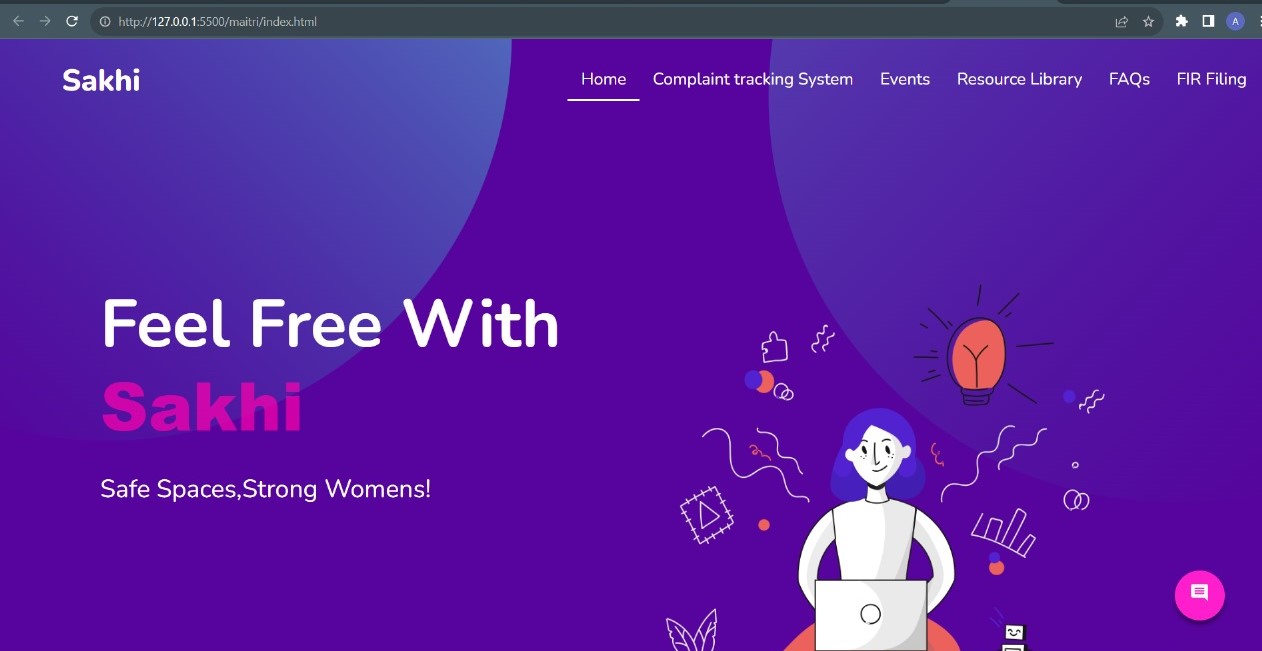 http://127.0.0.1:5500/maitri/index.html
A
Sakhi
Home Complaint tracking System Events Resource Library FAQs FIR Filing
Feel Free With
Sakhi
Safe Spaces,Strong Womens!